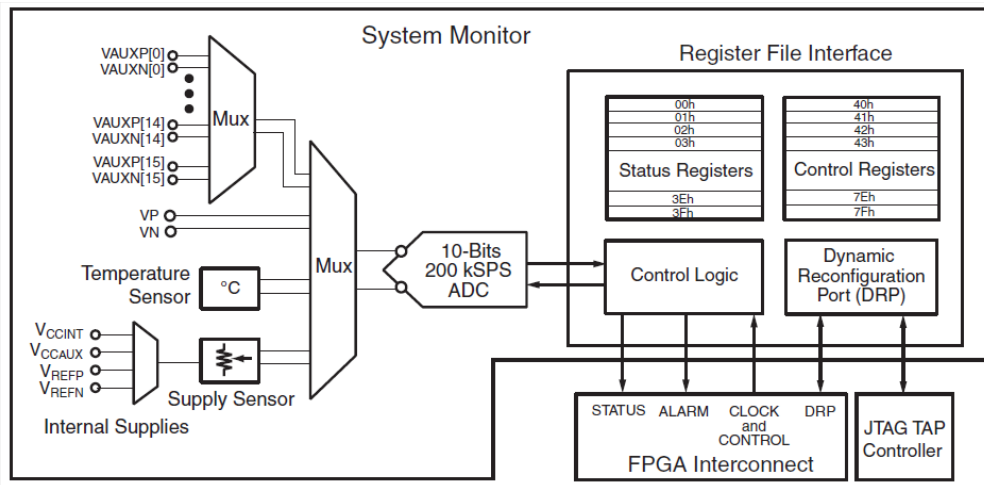 System Monitor
VAUXP[0]
VAUXN[0]
VAUXP[14]
VAUXN[14]
VAUXP[15]
VAUXN[15]
Mux
VP
VN
Temperature
Sensor
°C
VCCINT
VCCAUX
VREFP
VREFN
Internal Supplies
Supply Sensor
Mux
10-Bits
200 kSPS
ADC
Register File Interface
00h
01h
02h
03h
Status Registers
3Eh
3Fh
40h
41h
42h
43h
Control Registers
7Eh
7Fh
Control Logic
Dynamic
Reconfiguration
Port (DRP)
STATUS
ALARM
CLOCK
and
CONTROL
DRP
FPGA Interconnect
JTAG TAP
Controller